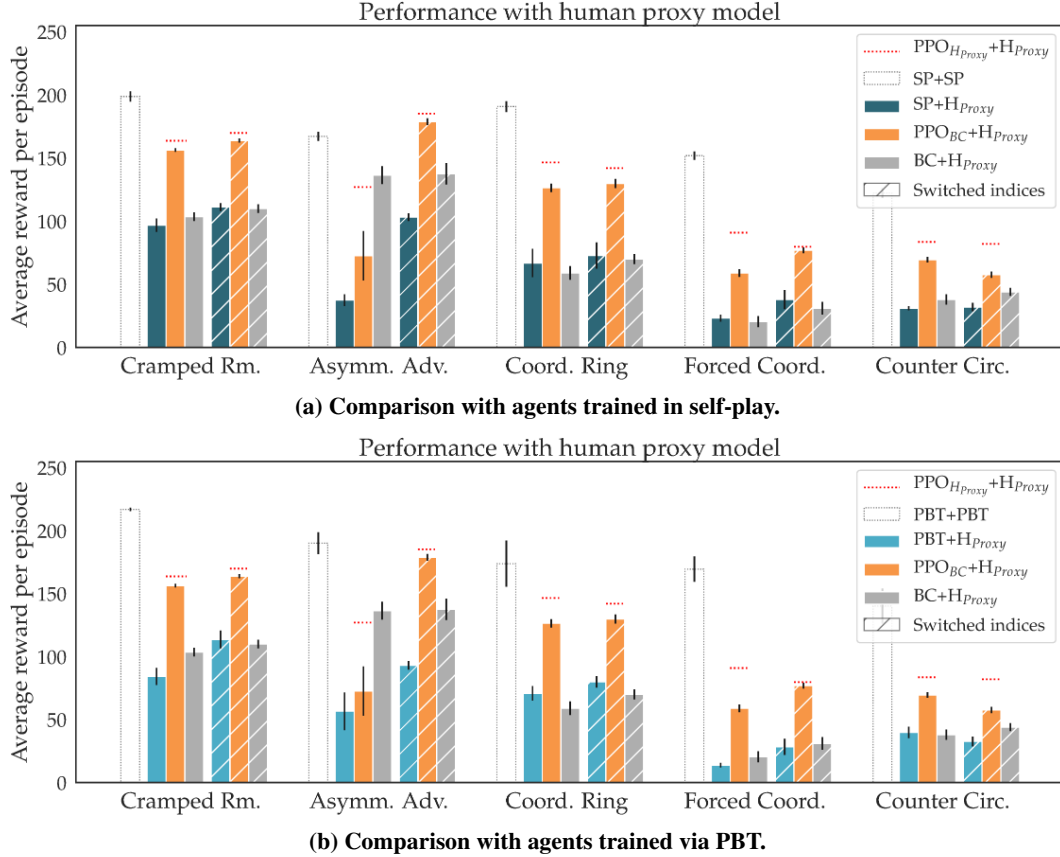 Performance with human proxy model
Average reward per episode
250
200
150
100
50
0
PPO_{H_{Proxy}}+H_{Proxy}
SP+SP
SP+H_{Proxy}
PPO_{BC}+H_{Proxy}
BC+H_{Proxy}
Switched indices
Cramped Rm.
Asymm. Adv.
Coord. Ring
Forced Coord.
Counter Circ.
(a) Comparison with agents trained in self-play.
Performance with human proxy model
Average reward per episode
250
200
150
100
50
0
PPO_{H_{Proxy}}+H_{Proxy}
PBT+PBT
PBT+H_{Proxy}
PPO_{BC}+H_{Proxy}
BC+H_{Proxy}
Switched indices
Cramped Rm.
Asymm. Adv.
Coord. Ring
Forced Coord.
Counter Circ.
(b) Comparison with agents trained via PBT.